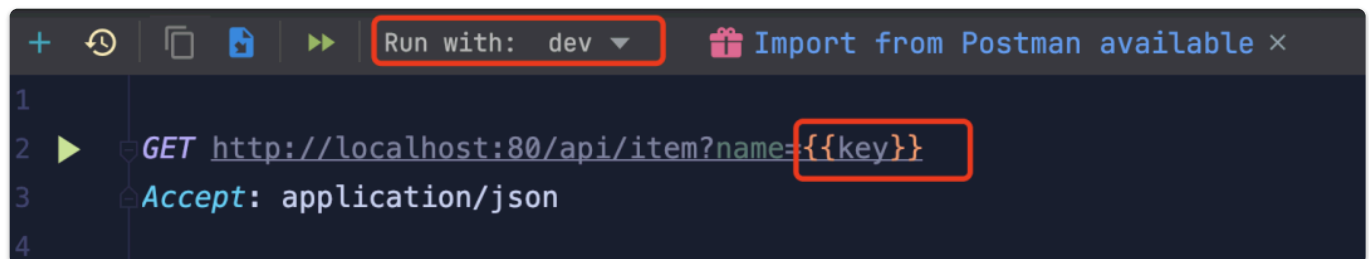 Run with: dev Import from Postman available ×
1
2 GET http://localhost:80/api/item?name={{key}}
3 Accept: application/json
4